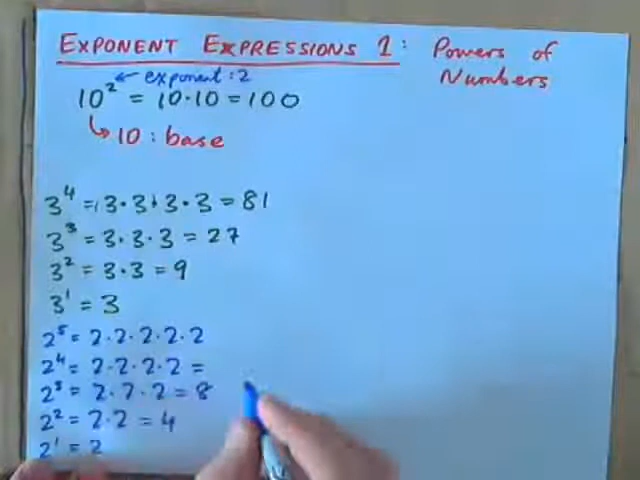 EXPONENT EXPRESSIONS 1: Powers of Numbers
← exponent: 2
10² = 10·10 = 100
↳ 10 : base
3⁴ = 3·3·3·3 = 81
3³ = 3·3·3 = 27
3² = 3·3 = 9
3¹ = 3
2⁵ = 2·2·2·2·2
2⁴ = 2·2·2·2 =
2³ = 2·2·2 = 8
2² = 2·2 = 4
2¹ = 2